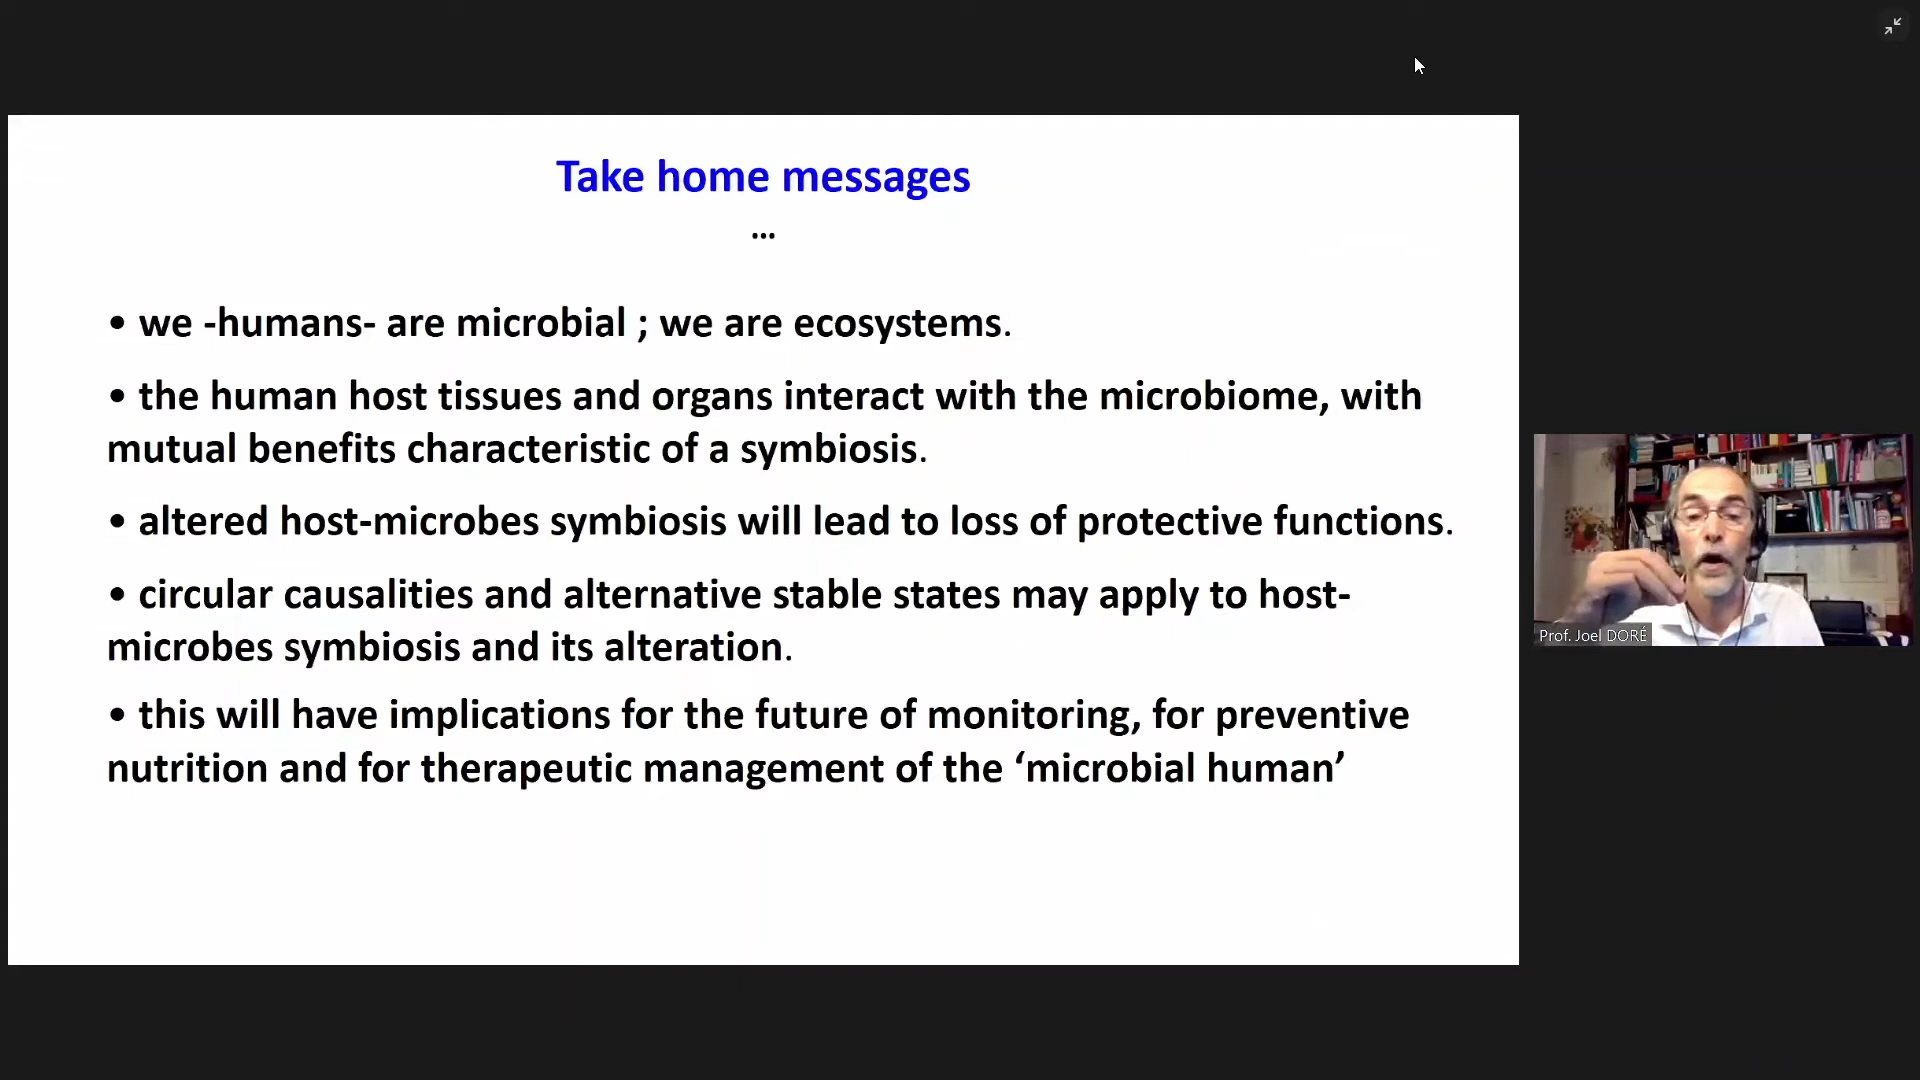 Take home messages
...
• we -humans- are microbial ; we are ecosystems.
• the human host tissues and organs interact with the microbiome, with
mutual benefits characteristic of a symbiosis.
• altered host-microbes symbiosis will lead to loss of protective functions.
• circular causalities and alternative stable states may apply to host-
microbes symbiosis and its alteration.
• this will have implications for the future of monitoring, for preventive
nutrition and for therapeutic management of the ‘microbial human’
Prof. Joel DORÉ